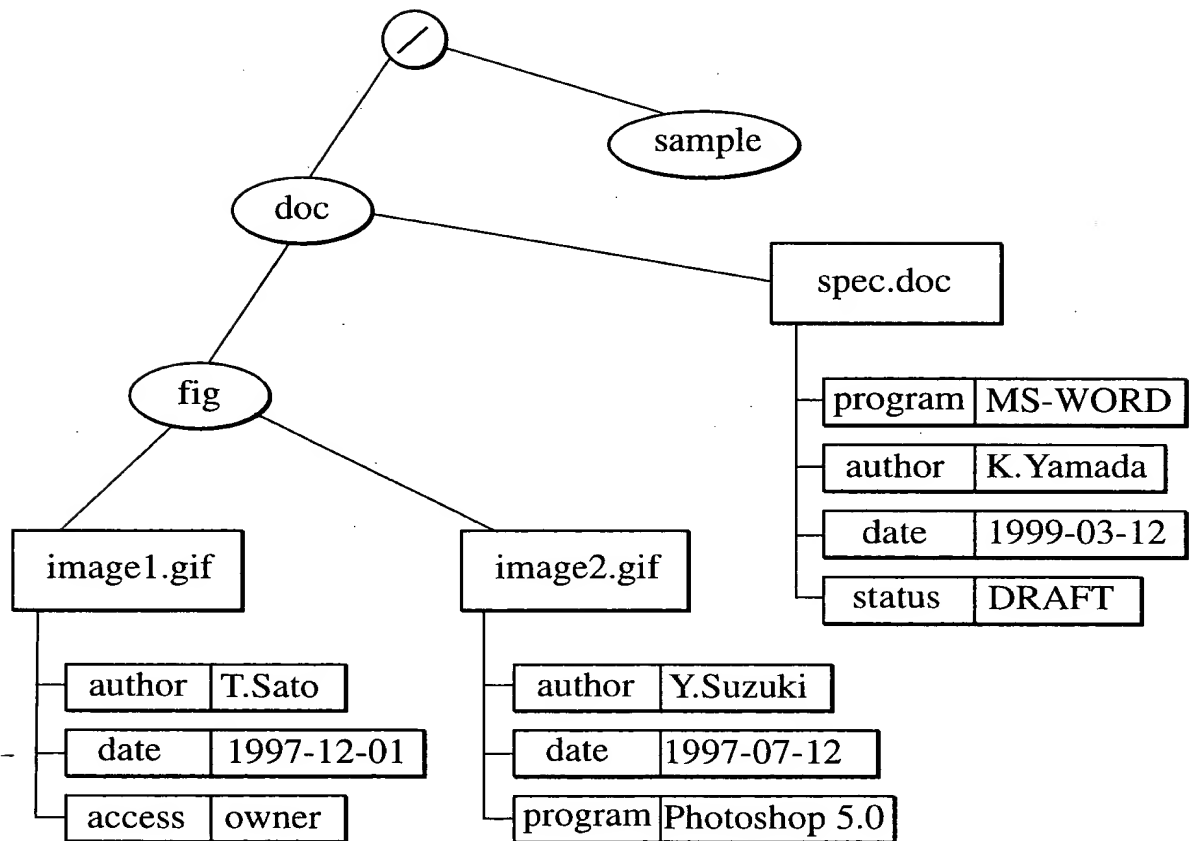 /
sample
doc
spec.doc
program MS-WORD
author K.Yamada
date 1999-03-12
status DRAFT
fig
image1.gif
author T.Sato
date 1997-12-01
access owner
image2.gif
author Y.Suzuki
date 1997-07-12
program Photoshop 5.0